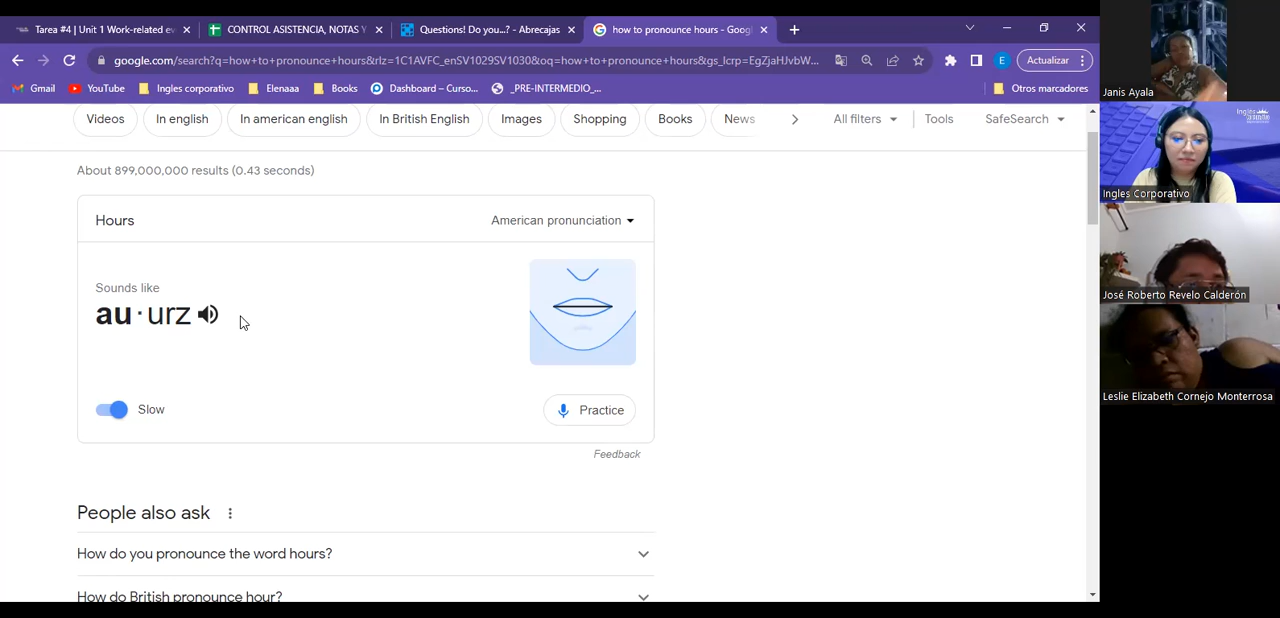 Tarea #4 | Unit 1 Work-related ev
CONTROL ASISTENCIA, NOTAS Y
Questions! Do you...? - Abrecajas
how to pronounce hours - Goog
google.com/search?q=how+to+pronounce+hours&rlz=1C1AVFC_enSV1029SV1030&oq=how+to+pronounce+hours&gs_lcrp=EgZjaHJvbW...
E
Actualizar
Gmail
YouTube
Ingles corporativo
Elenaaa
Books
Dashboard – Curso...
_PRE-INTERMEDIO_...
Otros marcadores
Videos
In english
In american english
In British English
Images
Shopping
Books
News
All filters
Tools
SafeSearch
About 899,000,000 results (0.43 seconds)
Hours
American pronunciation
Sounds like
au · urz
Slow
Practice
Feedback
People also ask
How do you pronounce the word hours?
How do British pronounce hour?
Janis Ayala
Ingles Corporativo
José Roberto Revelo Calderón
Leslie Elizabeth Cornejo Monterrosa